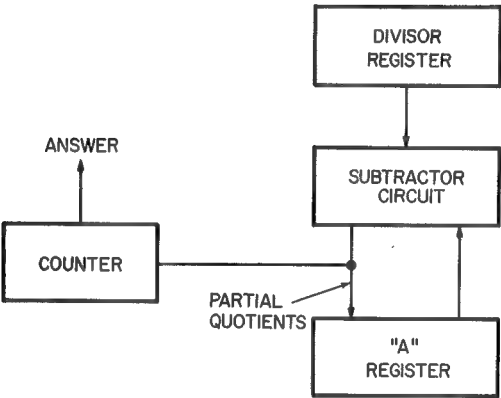 DIVISOR
REGISTER
ANSWER
SUBTRACTOR
CIRCUIT
COUNTER
PARTIAL
QUOTIENTS
"A"
REGISTER